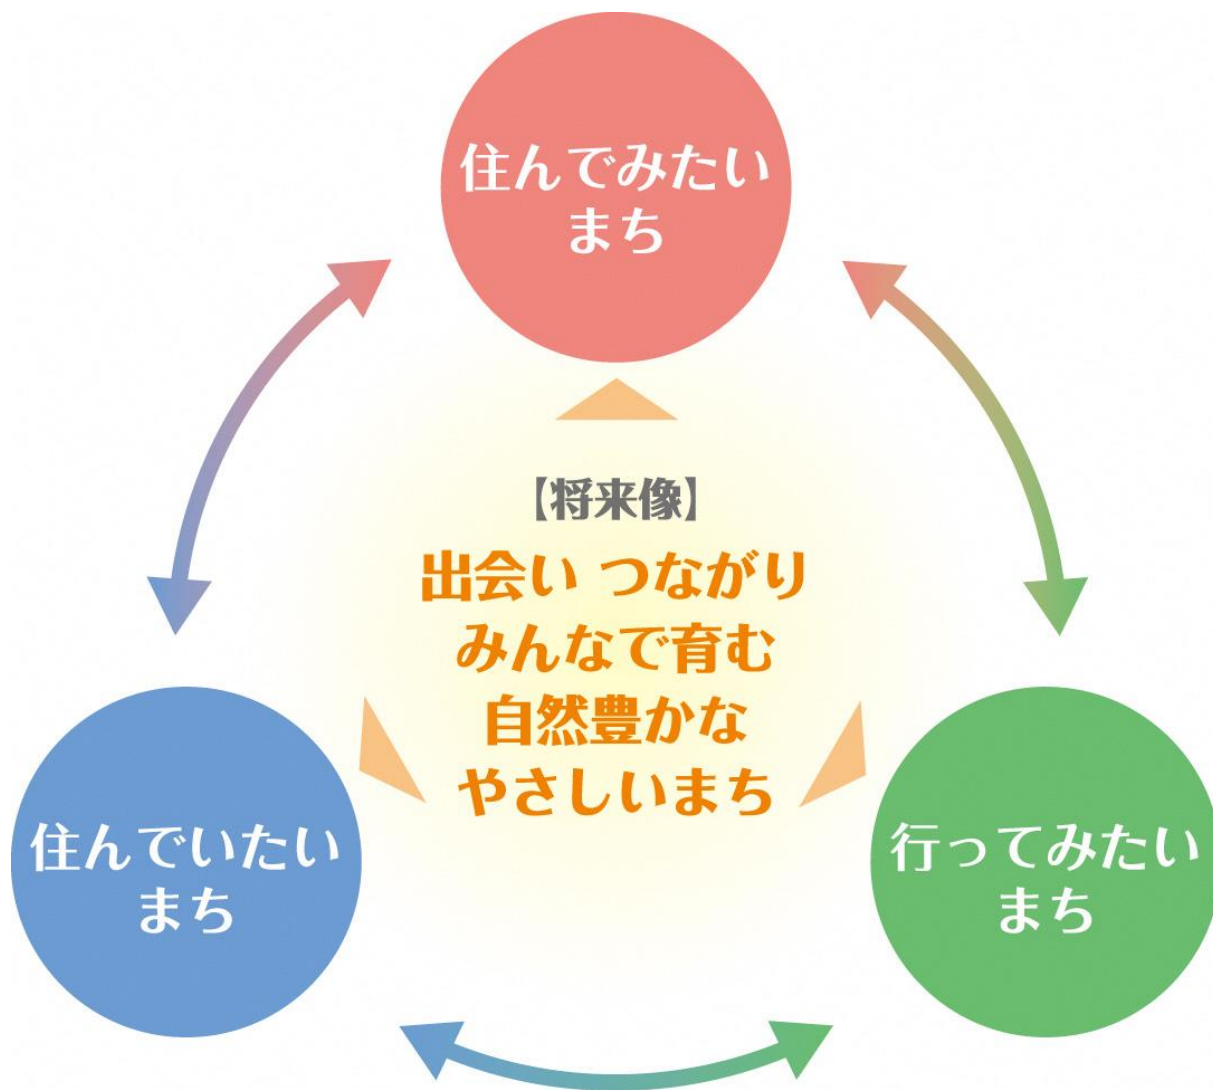 住んでみたい
まち
【将来像】
出会い つながり
みんなで育む
自然豊かな
やさしいまち
住んでいたい
まち
行ってみたい
まち